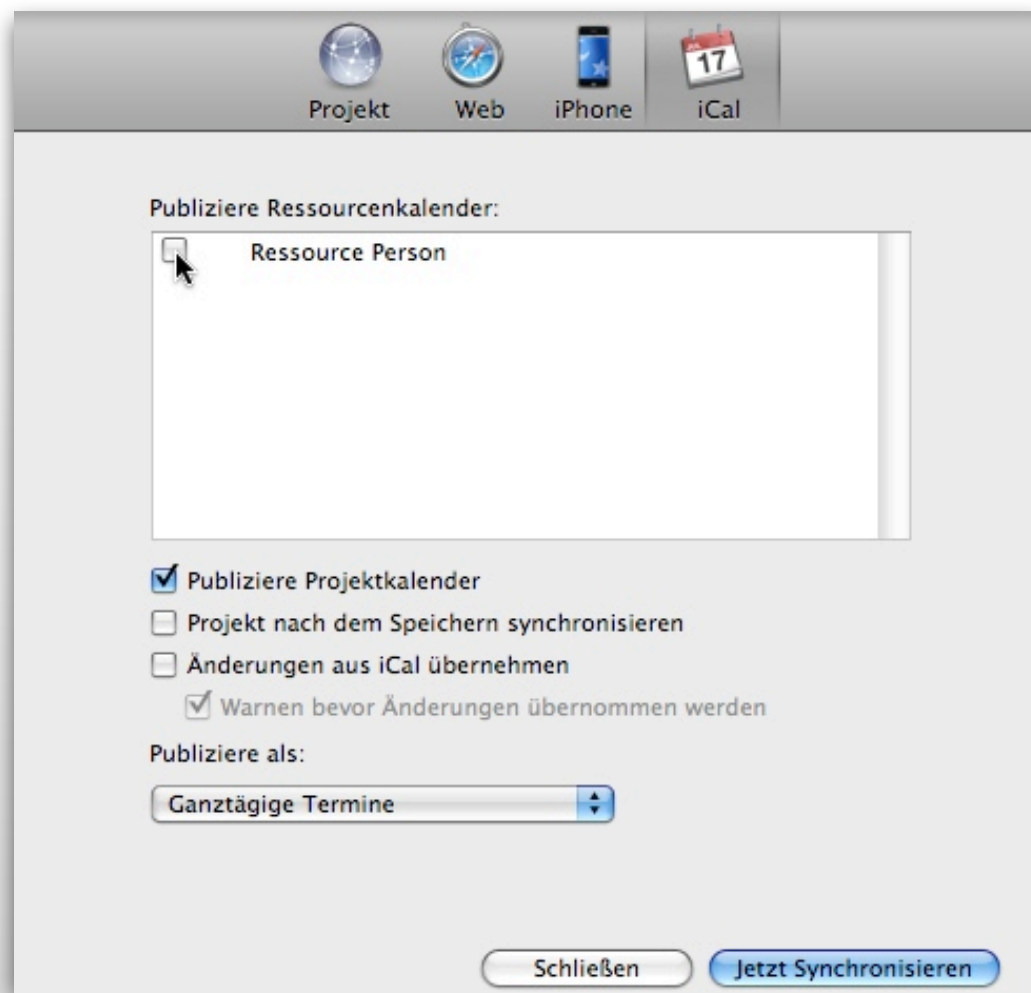 Projekt Web iPhone iCal
17
Publiziere Ressourcenkalender:
Ressource Person
Publiziere Projektkalender
Projekt nach dem Speichern synchronisieren
Änderungen aus iCal übernehmen
Warnen bevor Änderungen übernommen werden
Publiziere als:
Ganztägige Termine
Schließen Jetzt Synchronisieren